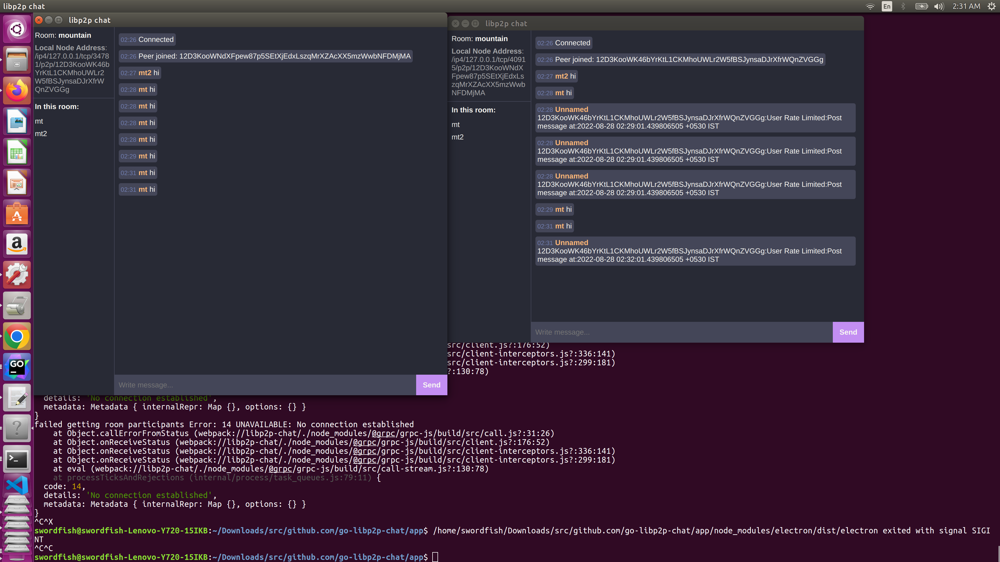 libp2p chat
En
2:31 AM
libp2p chat
Room: mountain
Local Node Address:
/ip4/127.0.0.1/tcp/3478
1/p2p/12D3KooWK46b
YrKtL1CKMhoUWLr2
W5fBSJynsaDJrXfrW
QnZVGGg
In this room:
mt
mt2
02:26 Connected
02:26 Peer joined: 12D3KooWNdXFpew87p5SEtXjEdxLszqMrXZAcXX5mzWwbNFDMjMA
02:27 mt2 hi
02:28 mt hi
02:28 mt hi
02:28 mt hi
02:28 mt hi
02:29 mt hi
02:31 mt hi
02:31 mt hi
Write message...
Send
libp2p chat
Room: mountain
Local Node Address:
/ip4/127.0.0.1/tcp/4091
5/p2p/12D3KooWNdX
Fpew87p5SEtXjEdxLs
zqMrXZAcXX5mzWwb
NFDMjMA
In this room:
mt
mt2
02:26 Connected
02:26 Peer joined: 12D3KooWK46bYrKtL1CKMhoUWLr2W5fBSJynsaDJrXfrWQnZVGGg
02:27 mt2 hi
02:28 mt hi
02:28 Unnamed
12D3KooWK46bYrKtL1CKMhoUWLr2W5fBSJynsaDJrXfrWQnZVGGg:User Rate Limited:Post
message at:2022-08-28 02:29:01.439806505 +0530 IST
02:28 Unnamed
12D3KooWK46bYrKtL1CKMhoUWLr2W5fBSJynsaDJrXfrWQnZVGGg:User Rate Limited:Post
message at:2022-08-28 02:29:01.439806505 +0530 IST
02:28 Unnamed
12D3KooWK46bYrKtL1CKMhoUWLr2W5fBSJynsaDJrXfrWQnZVGGg:User Rate Limited:Post
message at:2022-08-28 02:29:01.439806505 +0530 IST
02:29 mt hi
02:31 mt hi
02:31 Unnamed
12D3KooWK46bYrKtL1CKMhoUWLr2W5fBSJynsaDJrXfrWQnZVGGg:User Rate Limited:Post
message at:2022-08-28 02:32:01.439806505 +0530 IST
Write message...
Send
GO
src/client.js?:176:52)
src/client-interceptors.js?:336:141)
src/client-interceptors.js?:299:181)
?:130:78)
details: 'No connection established',
metadata: Metadata { internalRepr: Map {}, options: {} }
}
failed getting room participants Error: 14 UNAVAILABLE: No connection established
at Object.callErrorFromStatus (webpack://libp2p-chat/./node_modules/@grpc/grpc-js/build/src/call.js?:31:26)
at Object.onReceiveStatus (webpack://libp2p-chat/./node_modules/@grpc/grpc-js/build/src/client.js?:176:52)
at Object.onReceiveStatus (webpack://libp2p-chat/./node_modules/@grpc/grpc-js/build/src/client-interceptors.js?:336:141)
at Object.onReceiveStatus (webpack://libp2p-chat/./node_modules/@grpc/grpc-js/build/src/client-interceptors.js?:299:181)
at eval (webpack://libp2p-chat/./node_modules/@grpc/grpc-js/build/src/call-stream.js?:130:78)
at processTicksAndRejections (internal/process/task_queues.js:79:11) {
code: 14,
details: 'No connection established',
metadata: Metadata { internalRepr: Map {}, options: {} }
}
^C^X
swordfish@swordfish-Lenovo-Y720-15IKB:~/Downloads/src/github.com/go-libp2p-chat/app$ /home/swordfish/Downloads/src/github.com/go-libp2p-chat/app/node_modules/electron/dist/electron exited with signal SIGI
NT
^C^C
swordfish@swordfish-Lenovo-Y720-15IKB:~/Downloads/src/github.com/go-libp2p-chat/app$